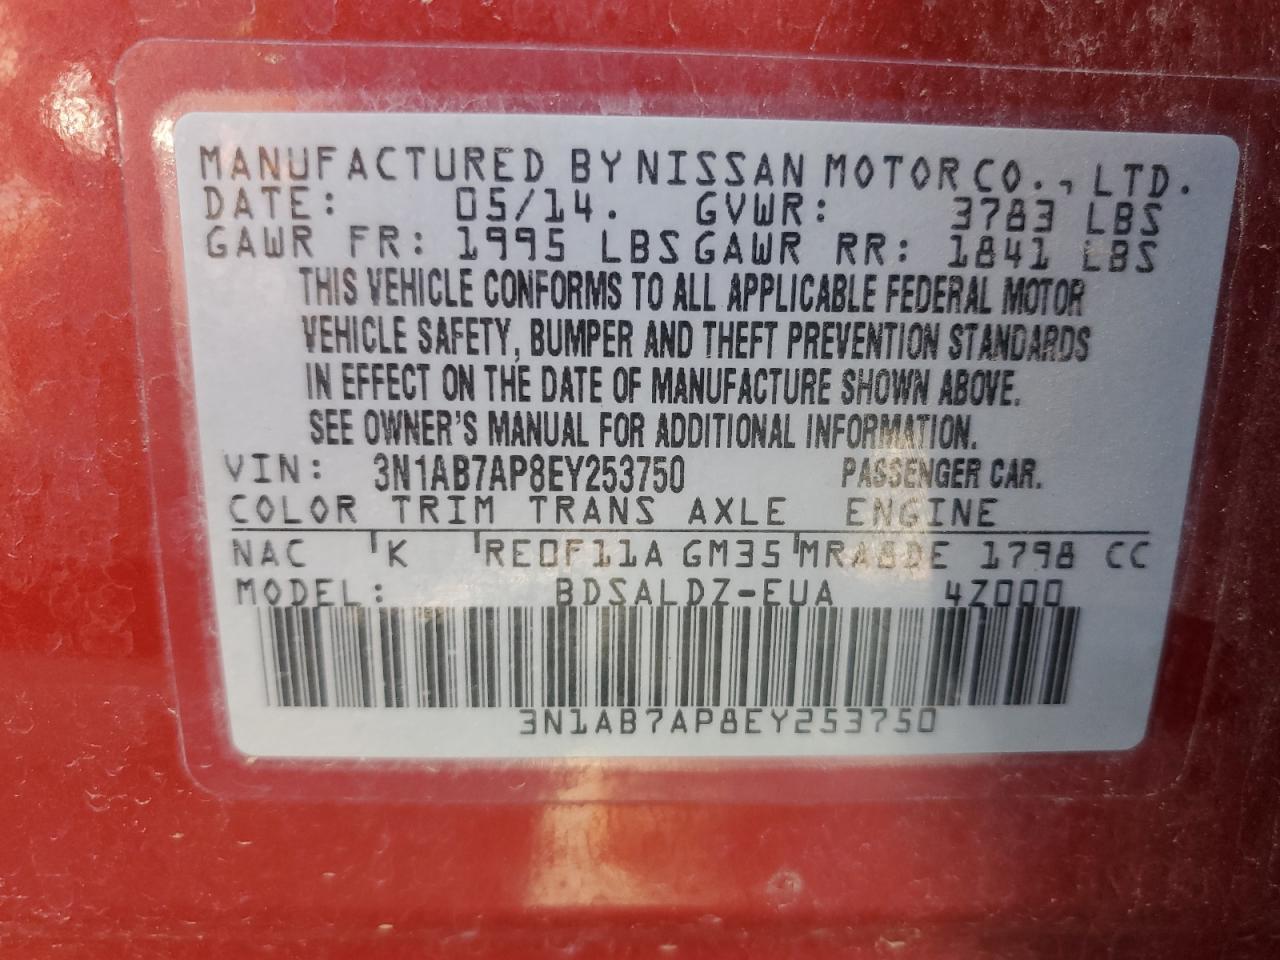 MANUFACTURED BY NISSAN MOTOR CO., LTD.
DATE: 05/14. GVWR: 3783 LBS
GAWR FR: 1995 LBS GAWR RR: 1841 LBS
THIS VEHICLE CONFORMS TO ALL APPLICABLE FEDERAL MOTOR
VEHICLE SAFETY, BUMPER AND THEFT PREVENTION STANDARDS
IN EFFECT ON THE DATE OF MANUFACTURE SHOWN ABOVE.
SEE OWNER'S MANUAL FOR ADDITIONAL INFORMATION.
VIN: 3N1AB7AP8EY253750 PASSENGER CAR.
COLOR TRIM TRANS AXLE ENGINE
NAC K RE0F11A GM35 MRA8DE 1798 CC
MODEL: BDSALDZ-EUA 4Z000
3N1AB7AP8EY253750